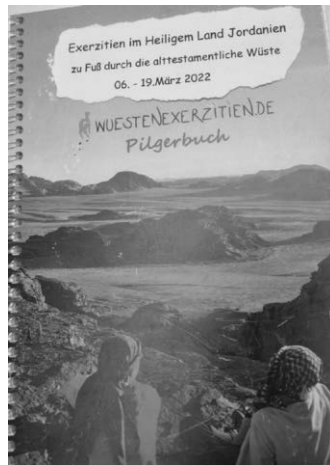 Exerzitien im Heiligem Land Jordanien
zu Fuß durch die alttestamentliche Wüste
06. - 19.März 2022
WUESTENEXERZITIEN.DE
Pilgerbuch